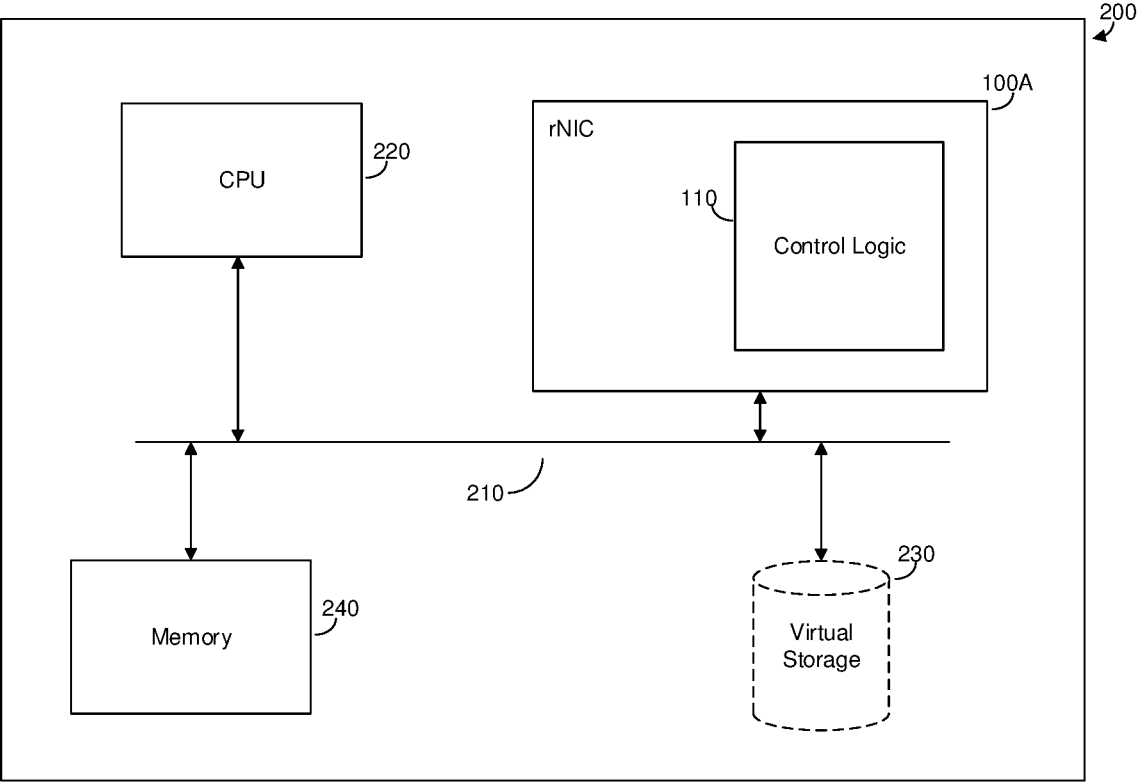 200
100A
rNIC
220
CPU
110
Control Logic
210
230
240
Memory
Virtual
Storage